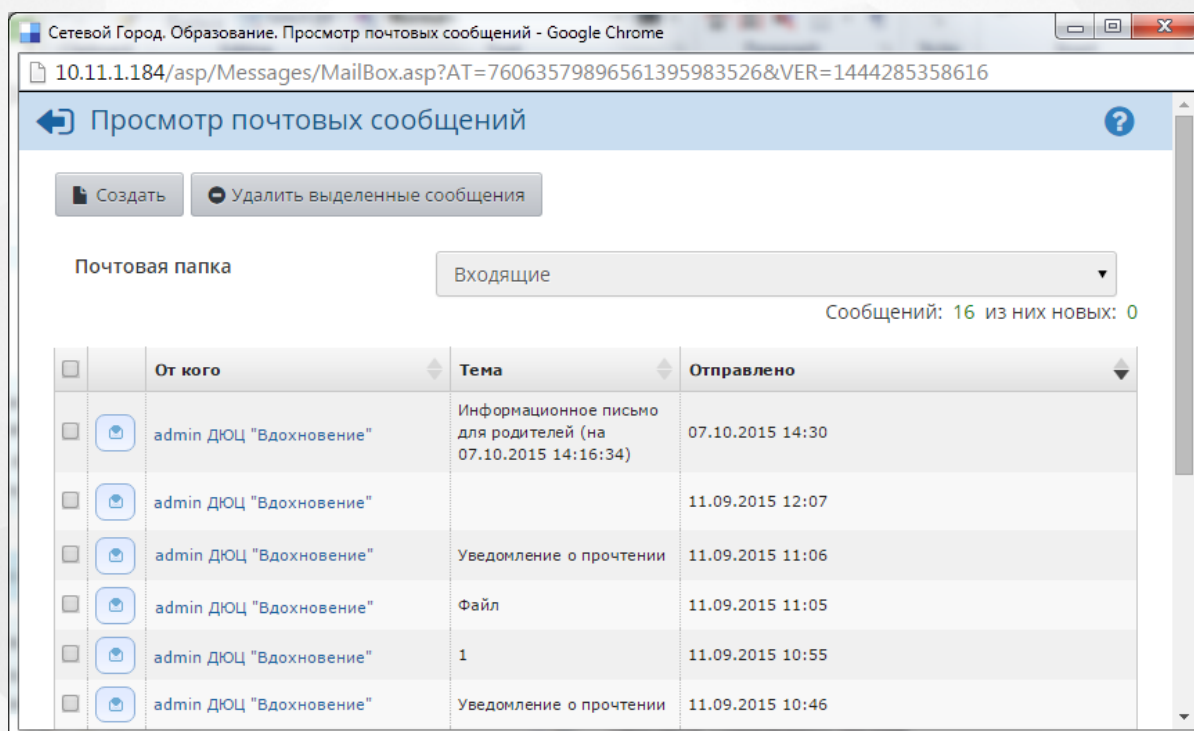 Сетевой Город. Образование. Просмотр почтовых сообщений - Google Chrome
10.11.1.184/asp/Messages/MailBox.asp?AT=76063579896561395983526&VER=1444285358616
Просмотр почтовых сообщений
Создать Удалить выделенные сообщения
Почтовая папка Входящие
Сообщений: 16 из них новых: 0
От кого Тема Отправлено
Информационное письмо
admin ДЮЦ "Вдохновение" для родителей (на 07.10.2015 14:30
07.10.2015 14:16:34)
admin ДЮЦ "Вдохновение" 11.09.2015 12:07
admin ДЮЦ "Вдохновение" Уведомление о прочтении 11.09.2015 11:06
admin ДЮЦ "Вдохновение" Файл 11.09.2015 11:05
admin ДЮЦ "Вдохновение" 1 11.09.2015 10:55
admin ДЮЦ "Вдохновение" Уведомление о прочтении 11.09.2015 10:46